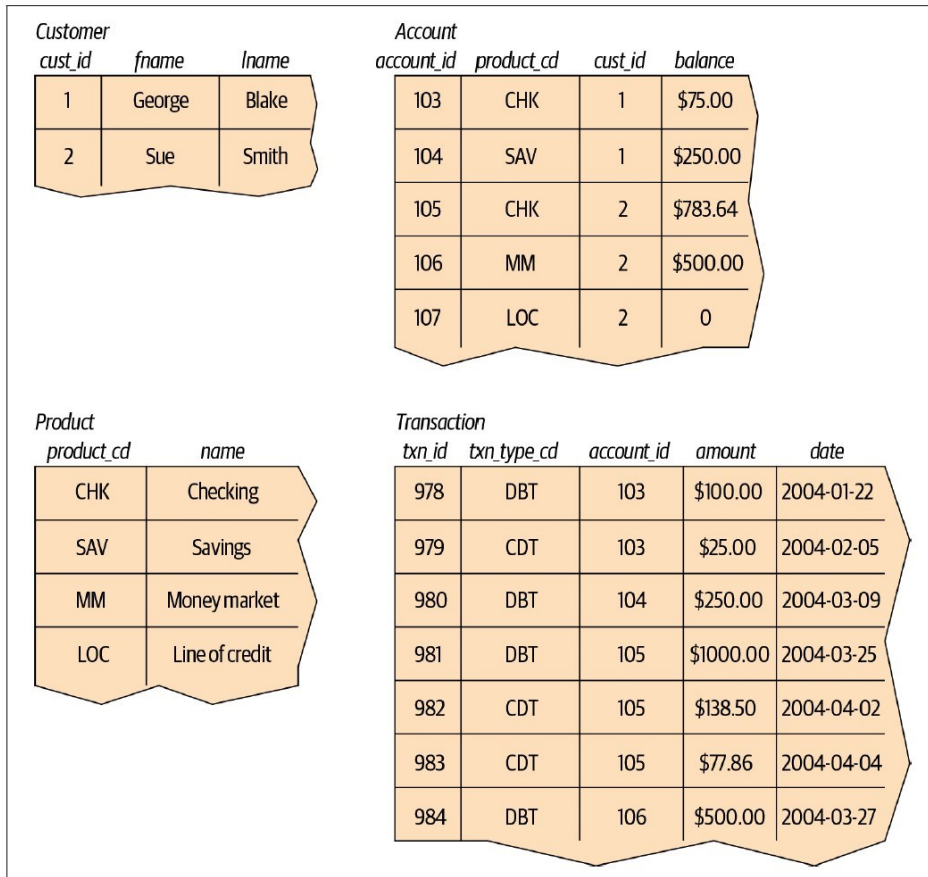 Customer
cust_id fname lname
1 George Blake
2 Sue Smith
Account
account_id product_cd cust_id balance
103 CHK 1 $75.00
104 SAV 1 $250.00
105 CHK 2 $783.64
106 MM 2 $500.00
107 LOC 2 0
Product
product_cd name
CHK Checking
SAV Savings
MM Money market
LOC Line of credit
Transaction
txn_id txn_type_cd account_id amount date
978 DBT 103 $100.00 2004-01-22
979 CDT 103 $25.00 2004-02-05
980 DBT 104 $250.00 2004-03-09
981 DBT 105 $1000.00 2004-03-25
982 CDT 105 $138.50 2004-04-02
983 CDT 105 $77.86 2004-04-04
984 DBT 106 $500.00 2004-03-27